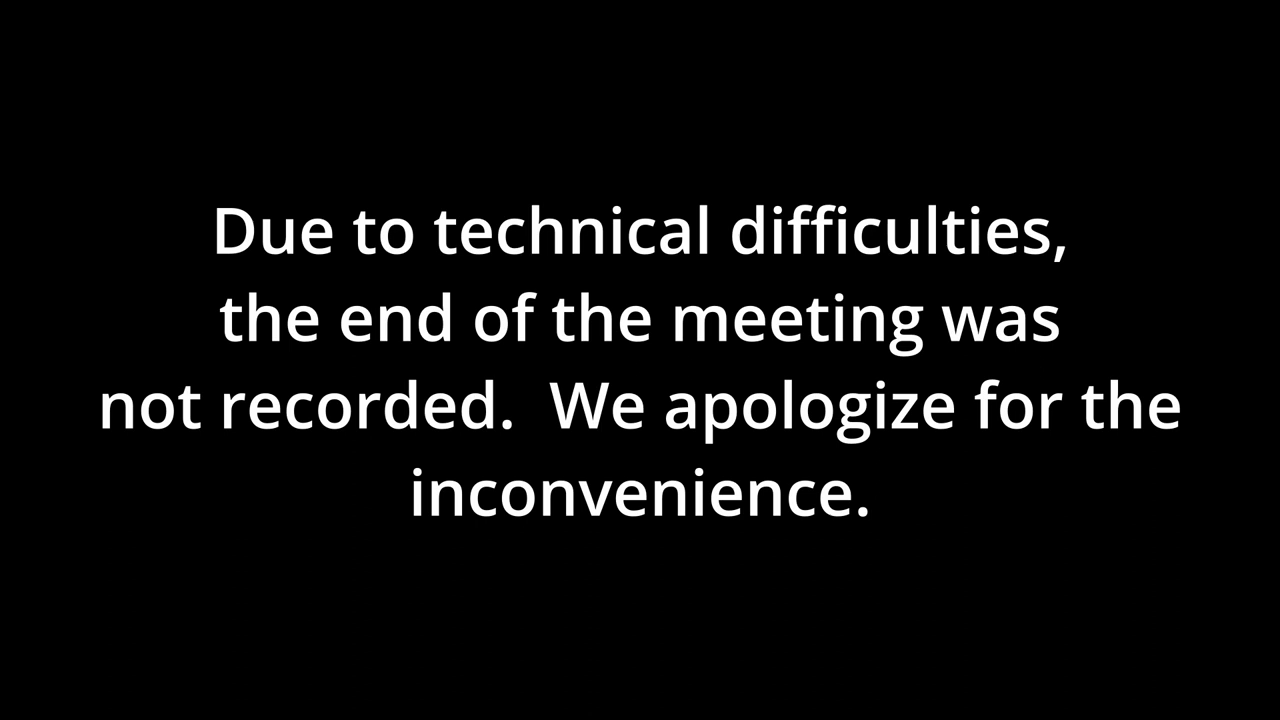 Due to technical difficulties,
the end of the meeting was
not recorded.  We apologize for the
inconvenience.